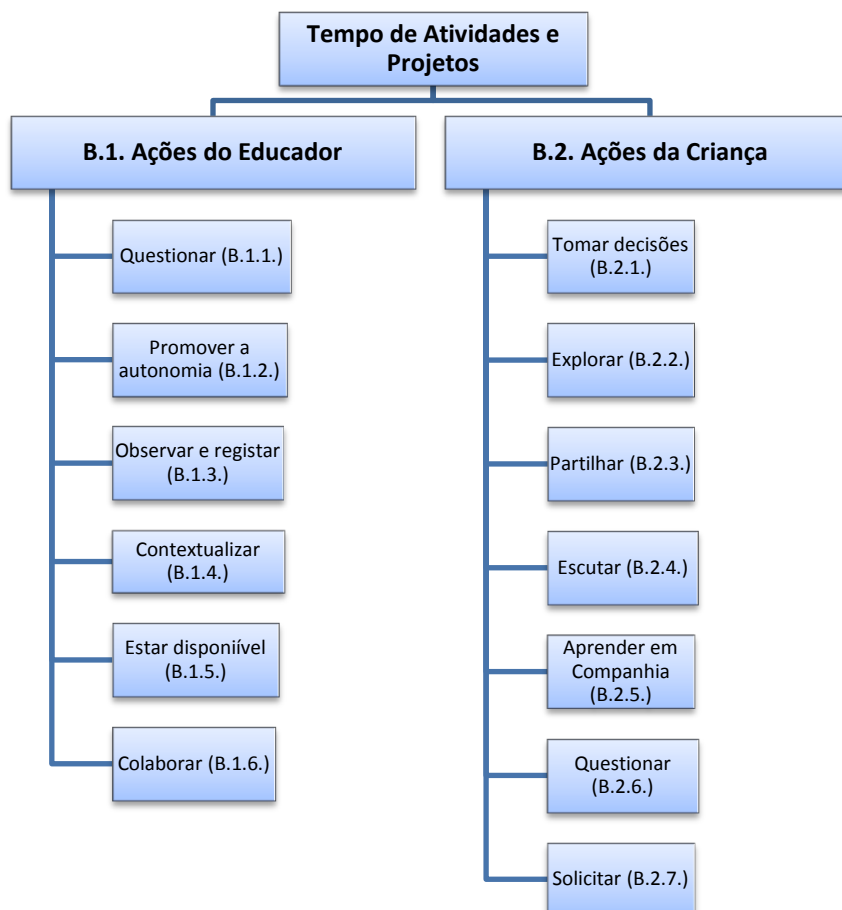 Tempo de Atividades e
Projetos
B.1. Ações do Educador
Questionar (B.1.1.)
Promover a
autonomia (B.1.2.)
Observar e registar
(B.1.3.)
Contextualizar
(B.1.4.)
Estar disponiível
(B.1.5.)
Colaborar (B.1.6.)
B.2. Ações da Criança
Tomar decisões
(B.2.1.)
Explorar (B.2.2.)
Partilhar (B.2.3.)
Escutar (B.2.4.)
Aprender em
Companhia
(B.2.5.)
Questionar
(B.2.6.)
Solicitar (B.2.7.)